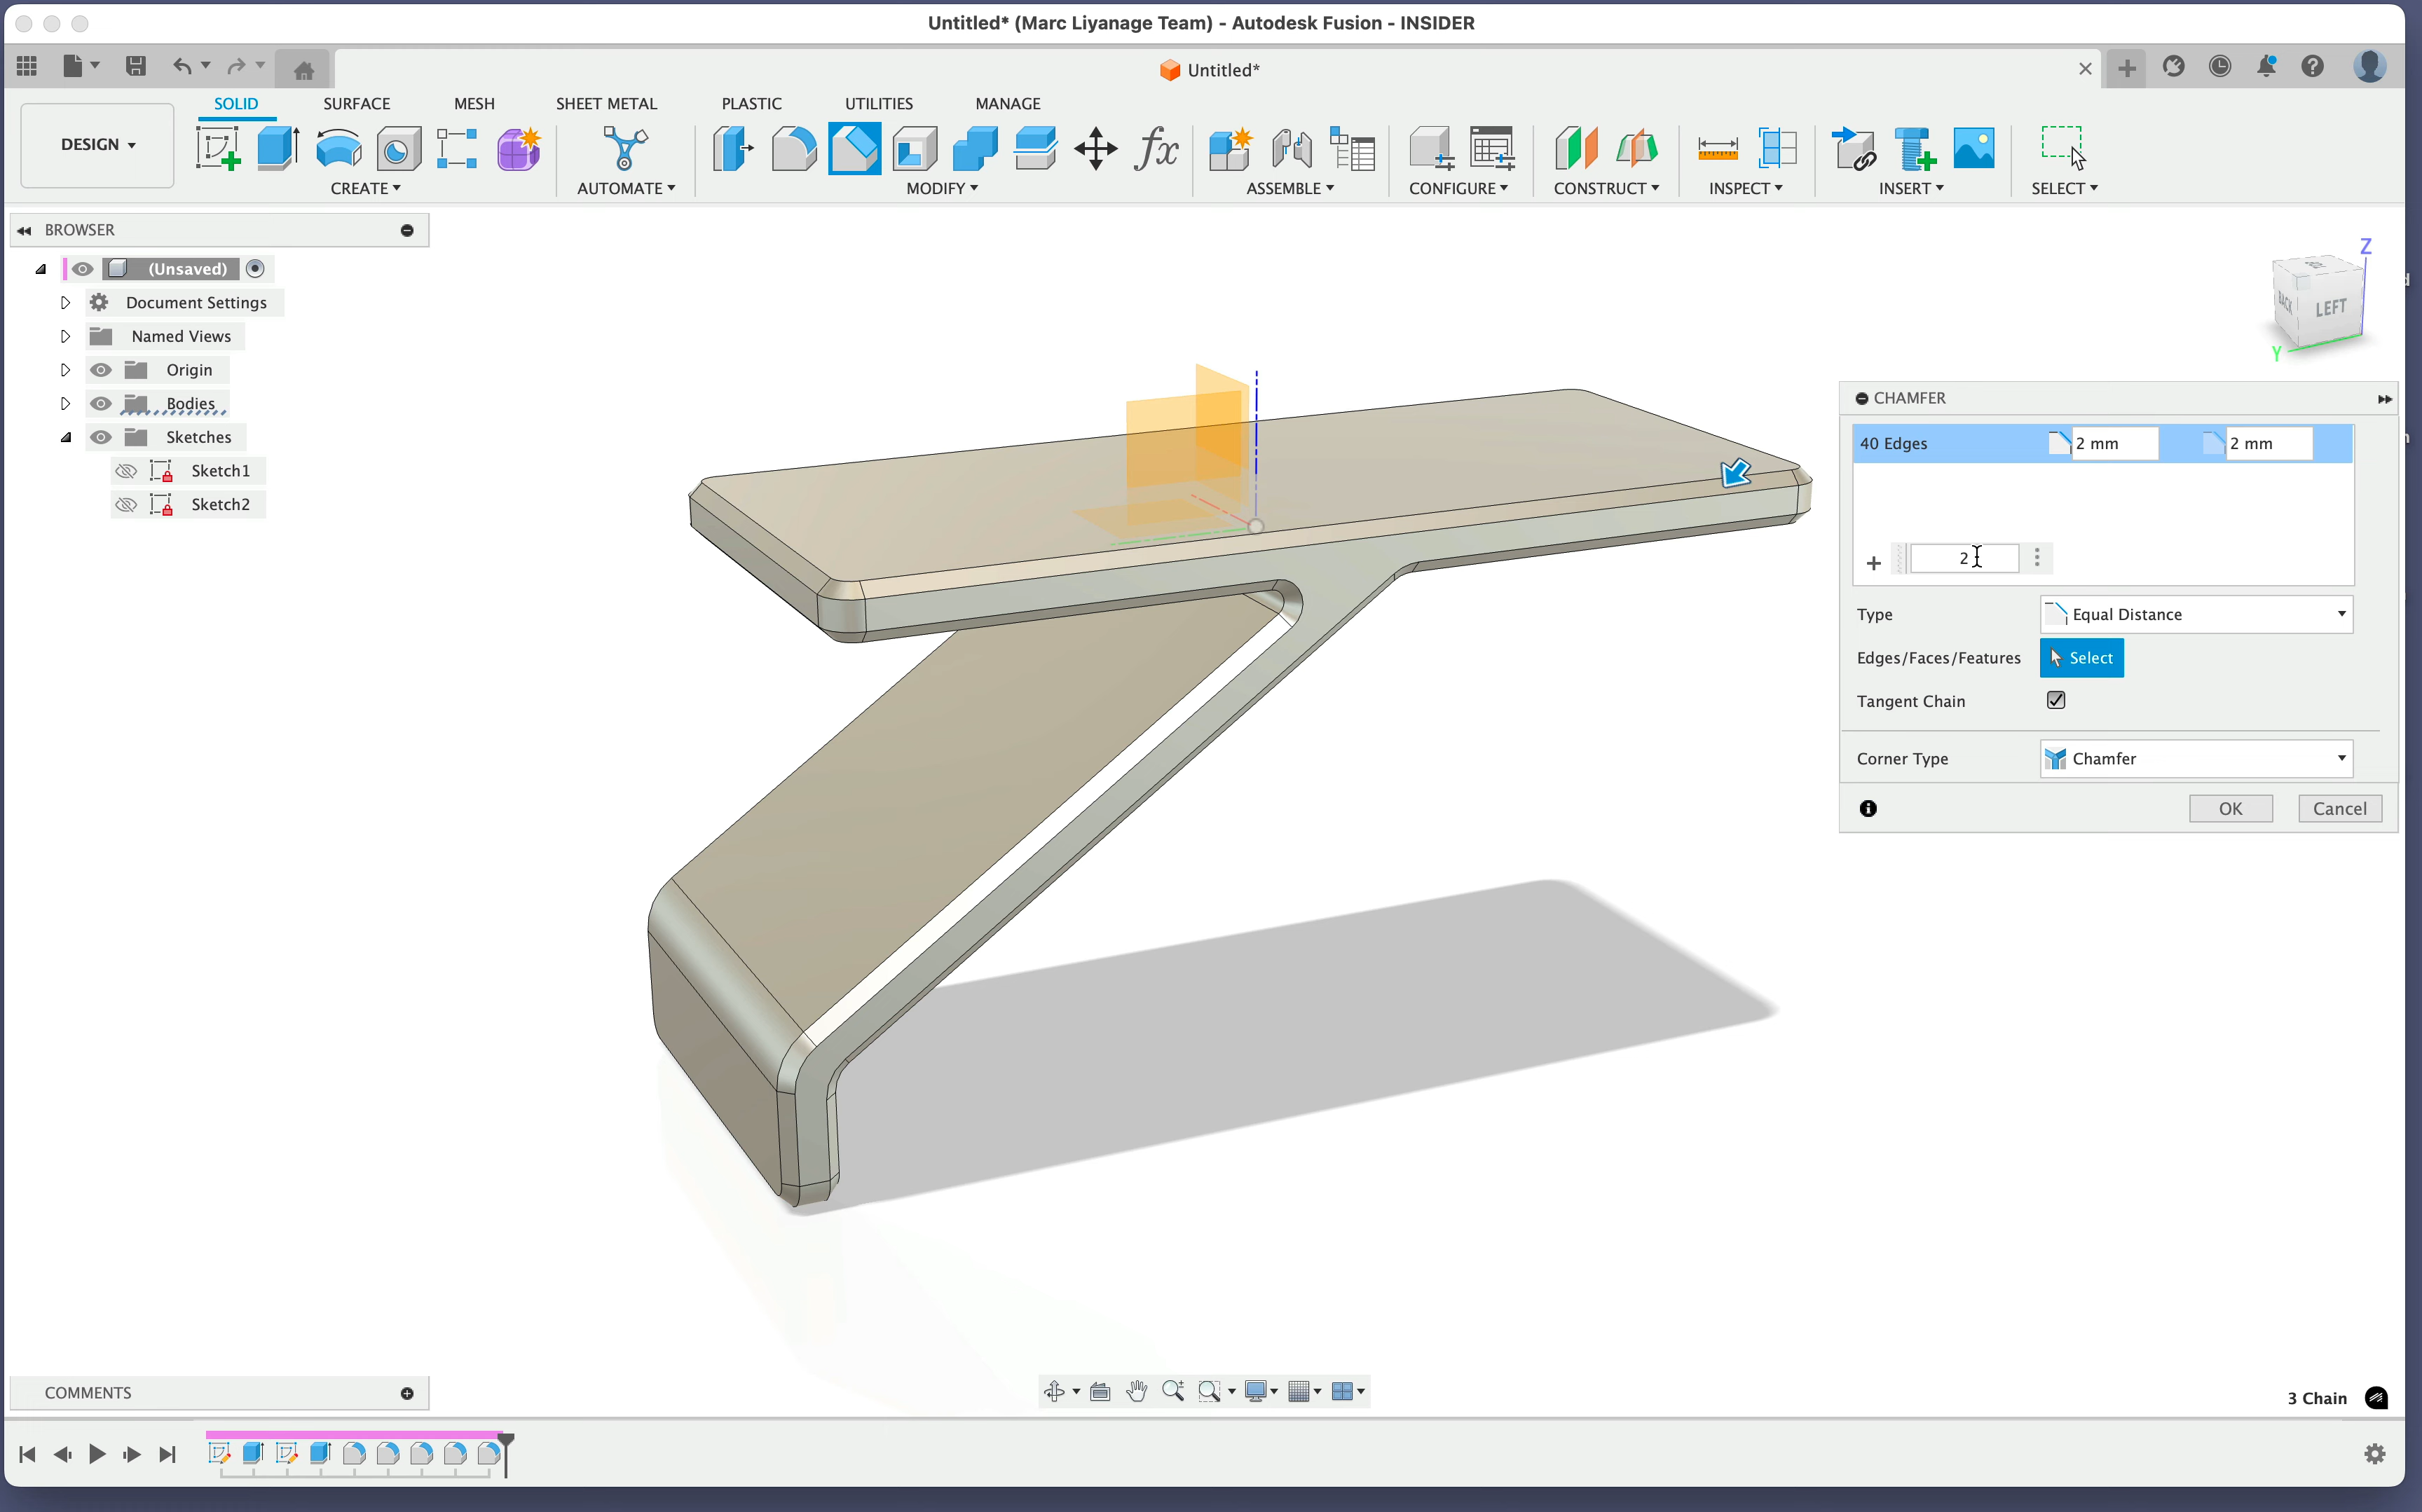 Untitled* (Marc Liyanage Team) - Autodesk Fusion - INSIDER
Untitled*
SOLID SURFACE MESH SHEET METAL PLASTIC UTILITIES MANAGE
DESIGN
fx
CREATE AUTOMATE MODIFY ASSEMBLE CONFIGURE CONSTRUCT INSPECT INSERT SELECT
BROWSER
(Unsaved)
Document Settings
Named Views
Origin
Bodies
Sketches
Sketch1
Sketch2
Z
TOP
BACK
LEFT
Y
CHAMFER
40 Edges 2 mm 2 mm
2
Type Equal Distance
Edges/Faces/Features Select
Tangent Chain
Corner Type Chamfer
OK Cancel
COMMENTS
3 Chain